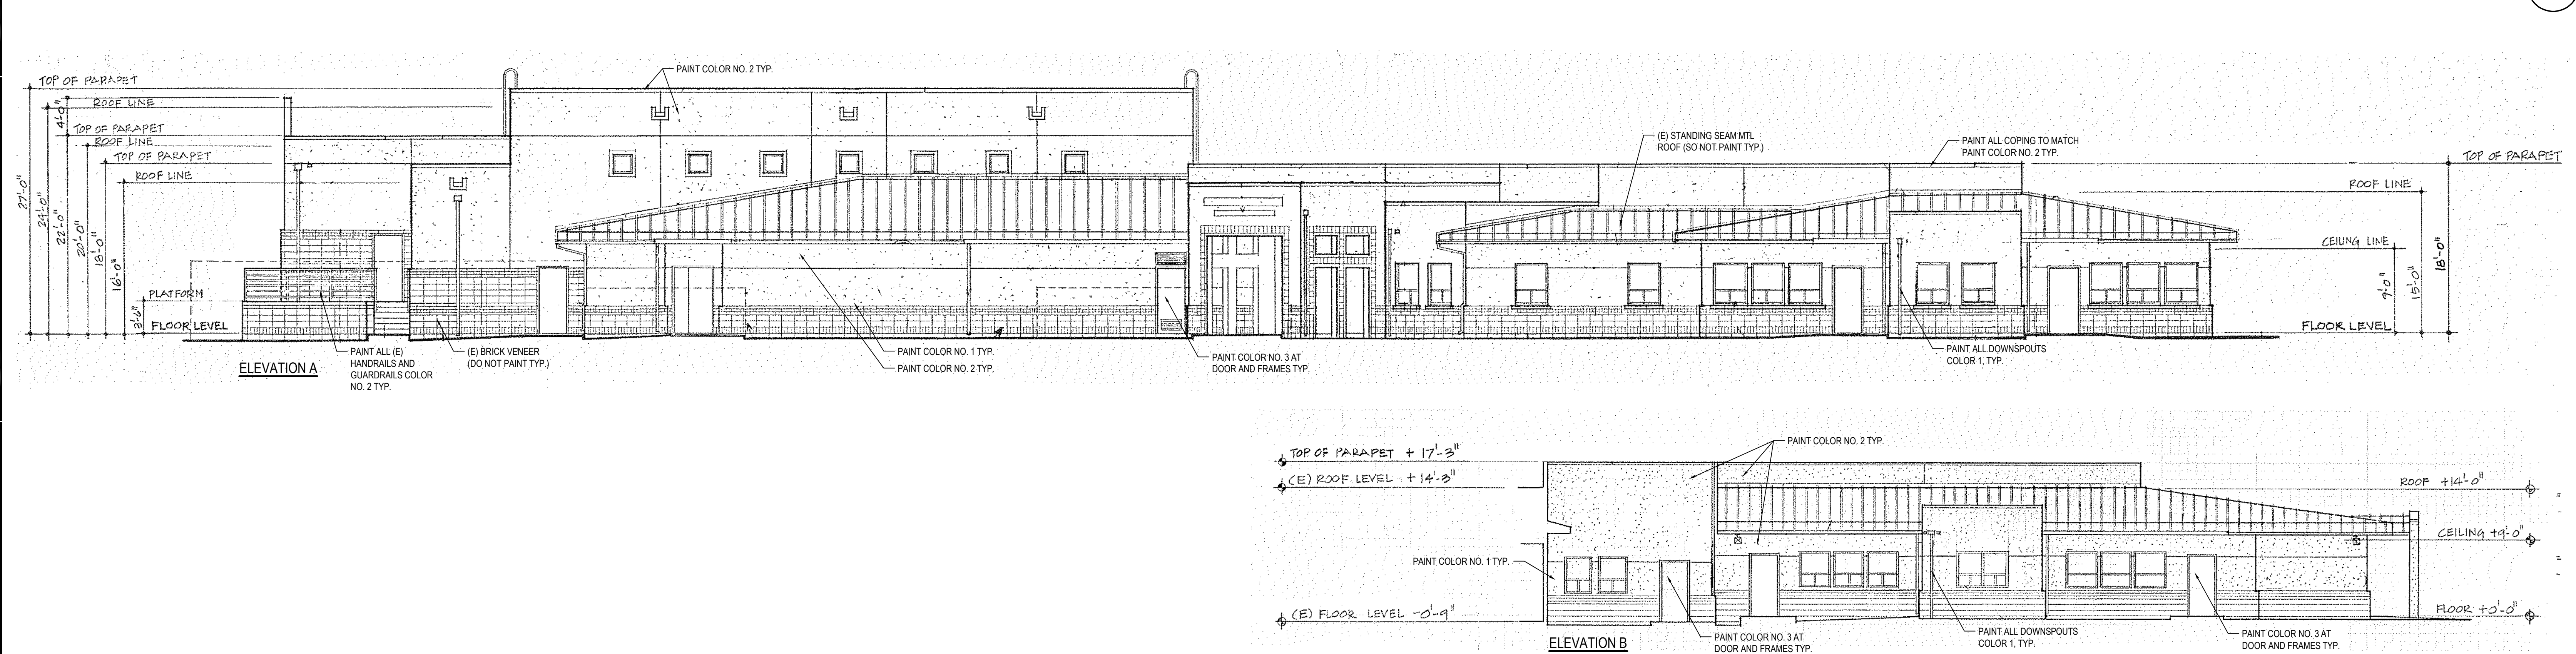 PAINT COLOR NO. 2 TYP.
TOP OF PARAPET
ROOF LINE
4'-0"
TOP OF PARAPET
ROOF LINE
TOP OF PARAPET
ROOF LINE
27'-0"
24'-0"
22'-0"
20'-0"
18'-0"
16'-0"
3'-6"
PLATFORM
FLOOR LEVEL
(E) STANDING SEAM MTL
ROOF (SO NOT PAINT TYP.)
PAINT ALL COPING TO MATCH
PAINT COLOR NO. 2 TYP.
TOP OF PARAPET
ROOF LINE
CEILING LINE
9'-0"
15'-0"
18'-0"
FLOOR LEVEL
ELEVATION A
PAINT ALL (E)
HANDRAILS AND
GUARDRAILS COLOR
NO. 2 TYP.
(E) BRICK VENEER
(DO NOT PAINT TYP.)
PAINT COLOR NO. 1 TYP.
PAINT COLOR NO. 2 TYP.
PAINT COLOR NO. 3 AT
DOOR AND FRAMES TYP.
PAINT ALL DOWNSPOUTS
COLOR 1, TYP.
TOP OF PARAPET + 17'-3"
(E) ROOF LEVEL + 14'-3"
PAINT COLOR NO. 2 TYP.
ROOF +14'-0"
CEILING +9'-0
PAINT COLOR NO. 1 TYP.
(E) FLOOR LEVEL -0'-9"
FLOOR +0'-0"
ELEVATION B
PAINT COLOR NO. 3 AT
DOOR AND FRAMES TYP.
PAINT ALL DOWNSPOUTS
COLOR 1, TYP.
PAINT COLOR NO. 3 AT
DOOR AND FRAMES TYP.